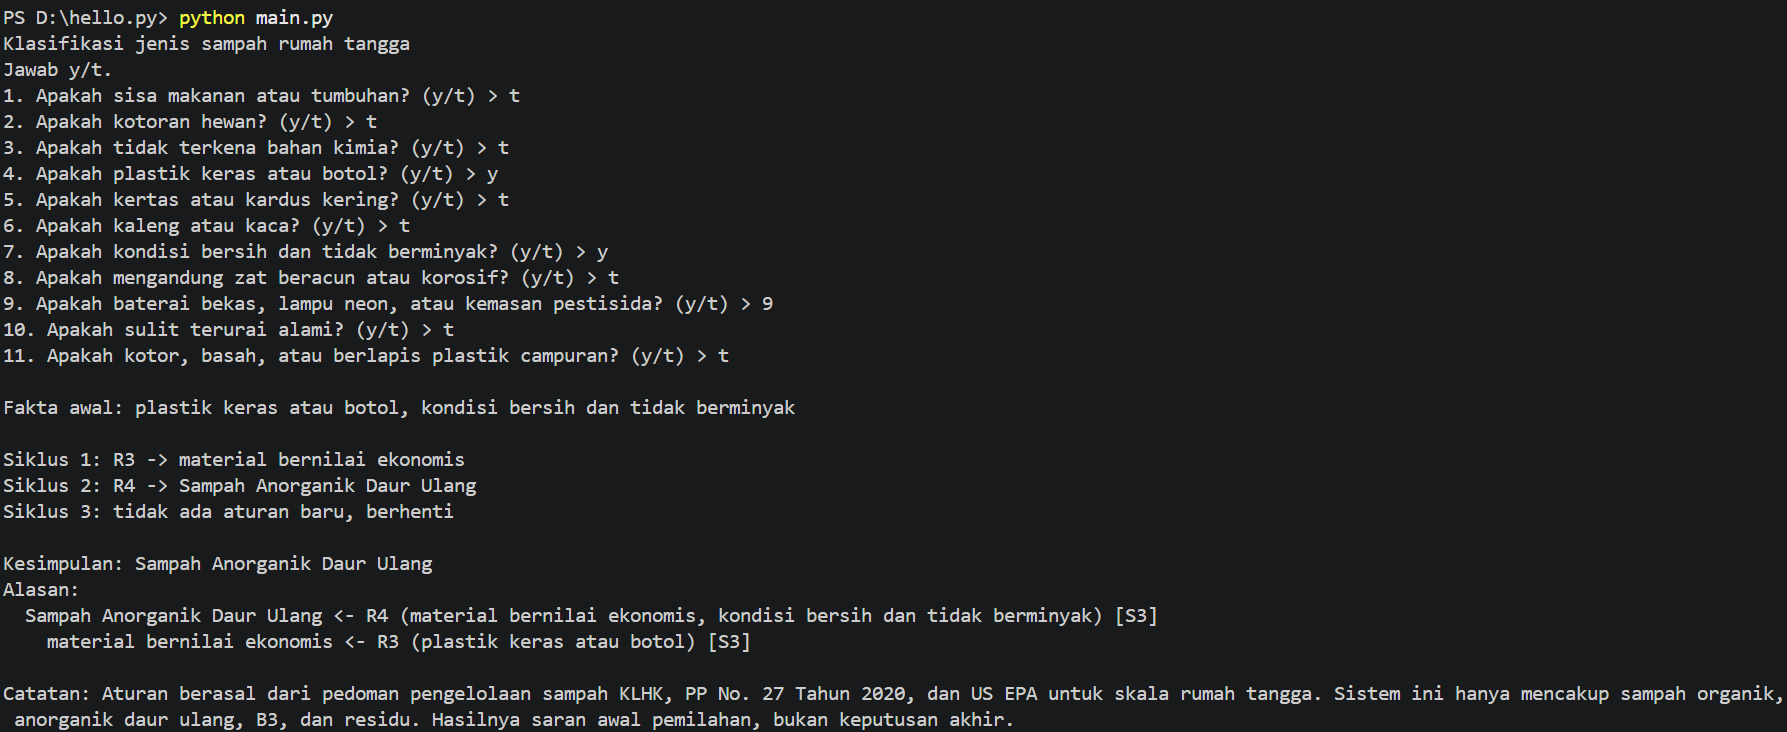 PS D:\hello.py> python main.py
Klasifikasi jenis sampah rumah tangga
Jawab y/t.
1. Apakah sisa makanan atau tumbuhan? (y/t) > t
2. Apakah kotoran hewan? (y/t) > t
3. Apakah tidak terkena bahan kimia? (y/t) > t
4. Apakah plastik keras atau botol? (y/t) > y
5. Apakah kertas atau kardus kering? (y/t) > t
6. Apakah kaleng atau kaca? (y/t) > t
7. Apakah kondisi bersih dan tidak berminyak? (y/t) > y
8. Apakah mengandung zat beracun atau korosif? (y/t) > t
9. Apakah baterai bekas, lampu neon, atau kemasan pestisida? (y/t) > 9
10. Apakah sulit terurai alami? (y/t) > t
11. Apakah kotor, basah, atau berlapis plastik campuran? (y/t) > t

Fakta awal: plastik keras atau botol, kondisi bersih dan tidak berminyak

Siklus 1: R3 -> material bernilai ekonomis
Siklus 2: R4 -> Sampah Anorganik Daur Ulang
Siklus 3: tidak ada aturan baru, berhenti

Kesimpulan: Sampah Anorganik Daur Ulang
Alasan:
  Sampah Anorganik Daur Ulang <- R4 (material bernilai ekonomis, kondisi bersih dan tidak berminyak) [S3]
    material bernilai ekonomis <- R3 (plastik keras atau botol) [S3]

Catatan: Aturan berasal dari pedoman pengelolaan sampah KLHK, PP No. 27 Tahun 2020, dan US EPA untuk skala rumah tangga. Sistem ini hanya mencakup sampah organik,
 anorganik daur ulang, B3, dan residu. Hasilnya saran awal pemilahan, bukan keputusan akhir.